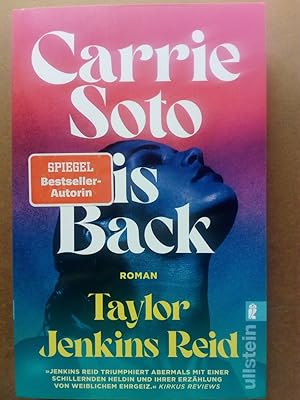 Carrie
Soto
SPIEGEL
Bestseller-
Autorin
is
Back
ROMAN
Taylor
Jenkins Reid
»JENKINS REID TRIUMPHIERT ABERMALS MIT EINER
SCHILLERNDEN HELDIN UND IHRER ERZÄHLUNG
VON WEIBLICHEM EHRGEIZ.« KIRKUS REVIEWS
ullstein